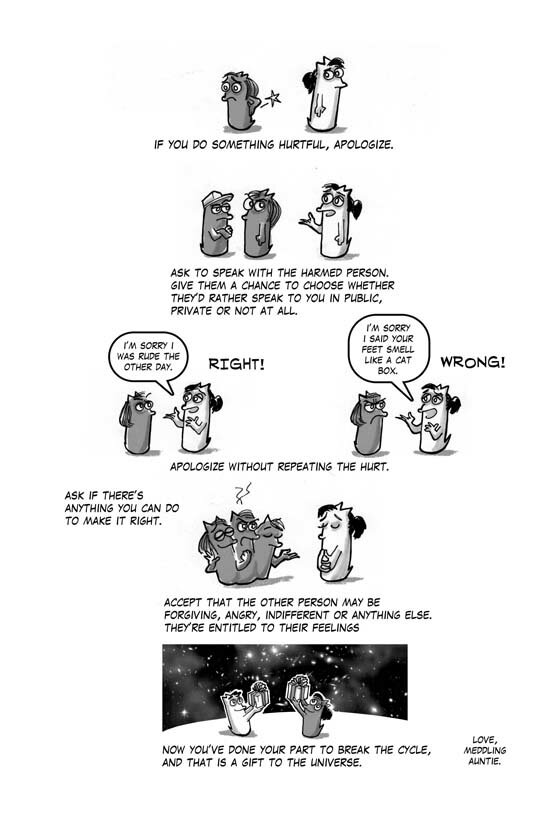 IF YOU DO SOMETHING HURTFUL, APOLOGIZE.
ASK TO SPEAK WITH THE HARMED PERSON.
GIVE THEM A CHANCE TO CHOOSE WHETHER
THEY'D RATHER SPEAK TO YOU IN PUBLIC,
PRIVATE OR NOT AT ALL.
I'M SORRY I
WAS RUDE THE
OTHER DAY.
RIGHT!
I'M SORRY
I SAID YOUR
FEET SMELL
LIKE A CAT
BOX.
WRONG!
APOLOGIZE WITHOUT REPEATING THE HURT.
ASK IF THERE'S
ANYTHING YOU CAN DO
TO MAKE IT RIGHT.
ACCEPT THAT THE OTHER PERSON MAY BE
FORGIVING, ANGRY, INDIFFERENT OR ANYTHING ELSE.
THEY'RE ENTITLED TO THEIR FEELINGS
NOW YOU'VE DONE YOUR PART TO BREAK THE CYCLE,
AND THAT IS A GIFT TO THE UNIVERSE.
LOVE,
MEDDLING
AUNTIE.